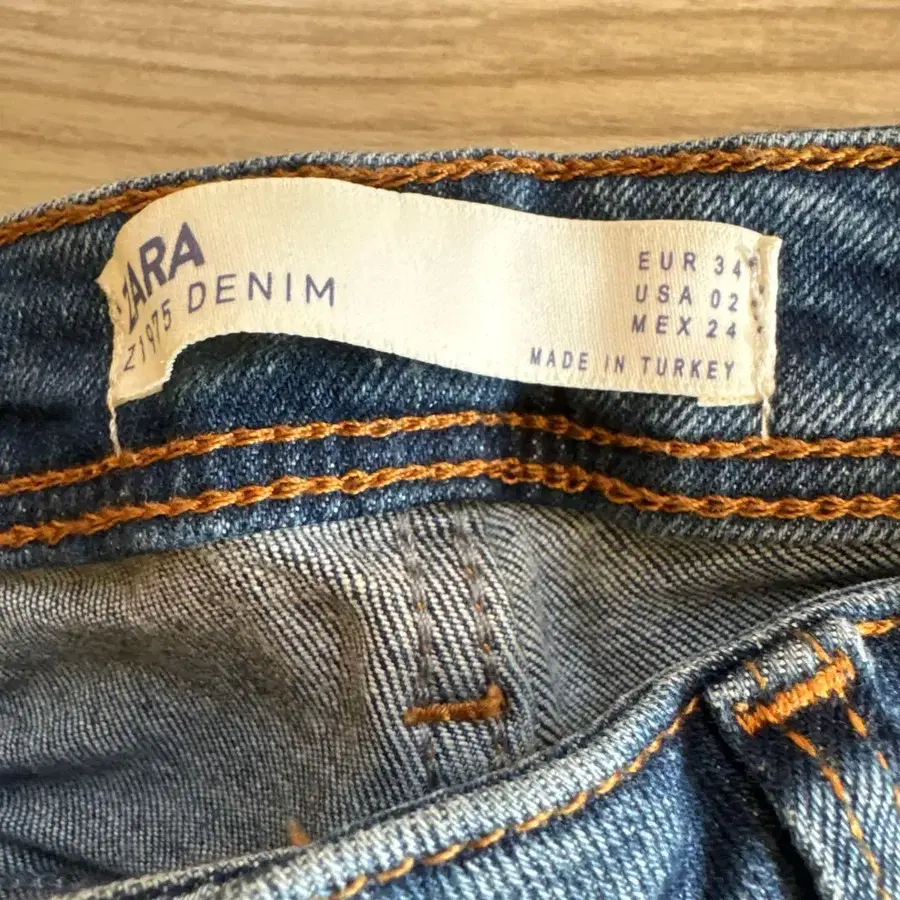 ZARA
Z1975 DENIM
EUR 34
USA 02
MEX 24
MADE IN TURKEY